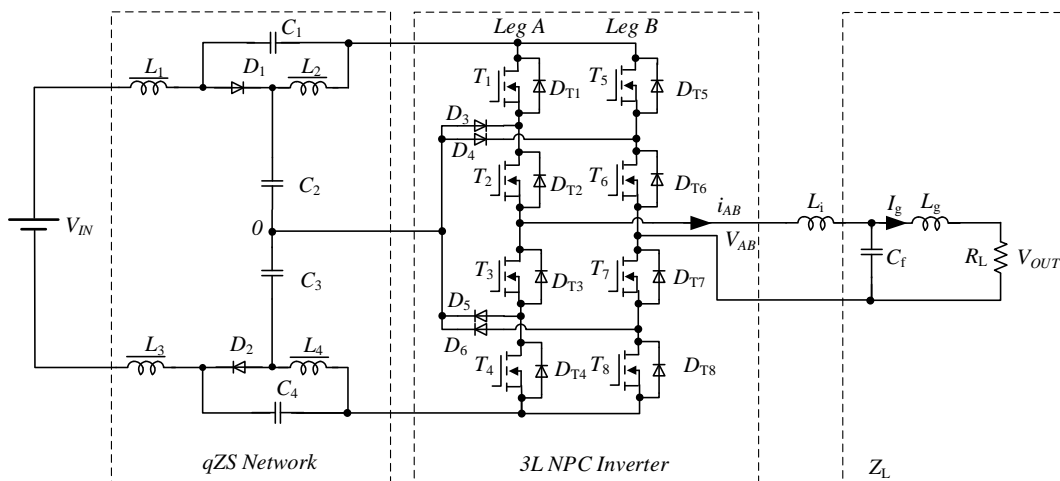 C1 Leg A Leg B
L1 D1 L2 T1 DT1 T5 DT5
D3
D4
C2 T2 DT2 T6 DT6
VIN 0 iAB VAB Li Ig Lg
C3 T3 DT3 T7 DT7 Cf RL VOUT
D5
L3 D2 L4 D6
C4 T4 DT4 T8 DT8
qZS Network 3L NPC Inverter ZL